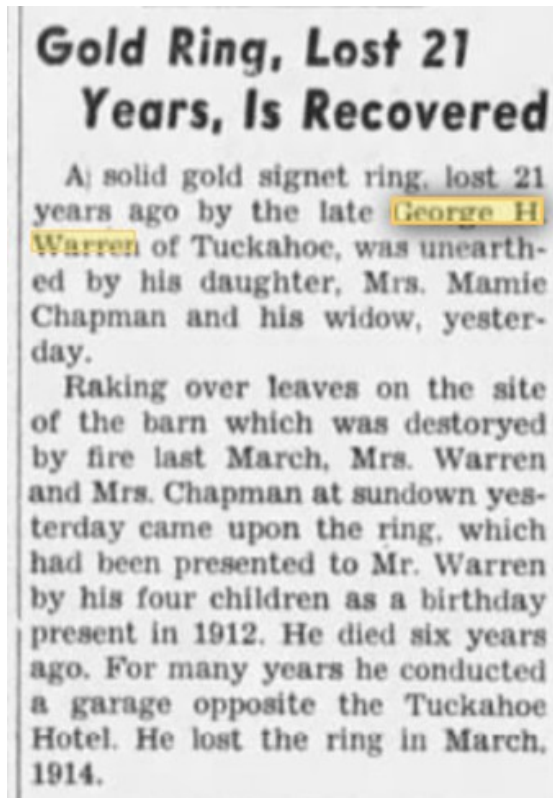 Gold Ring, Lost 21
Years, Is Recovered
A solid gold signet ring, lost 21
years ago by the late George H
Warren of Tuckahoe, was unearth-
ed by his daughter, Mrs. Mamie
Chapman and his widow, yester-
day.
Raking over leaves on the site
of the barn which was destoryed
by fire last March, Mrs. Warren
and Mrs. Chapman at sundown yes-
terday came upon the ring, which
had been presented to Mr. Warren
by his four children as a birthday
present in 1912. He died six years
ago. For many years he conducted
a garage opposite the Tuckahoe
Hotel. He lost the ring in March,
1914.